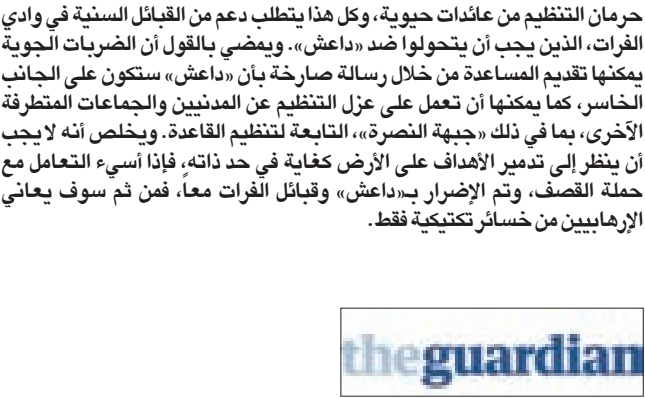 حرمان التنظيم من عائدات حيوية، وكل هذا يتطلب دعم من القبائل السنية في وادي
الفرات، الذين يجب أن يتحولوا ضد «داعش». ويمضي بالقول أن الضربات الجوية
يمكنها تقديم المساعدة من خلال رسالة صارخة بأن «داعش» ستكون على الجانب
الخاسر، كما يمكنها أن تعمل على عزل التنظيم عن المدنيين والجماعات المتطرفة
الآخرى، بما في ذلك «جبهة النصرة»، التابعة لتنظيم القاعدة. ويخلص أنه لا يجب
أن ينظر إلى تدمير الأهداف على الأرض كغاية في حد ذاته، فإذا أسيء التعامل مع
حملة القصف، وتم الإضرار بـ«داعش» وقبائل الفرات معاً، فمن ثم سوف يعاني
الإرهابيين من خسائر تكتيكية فقط.
theguardian